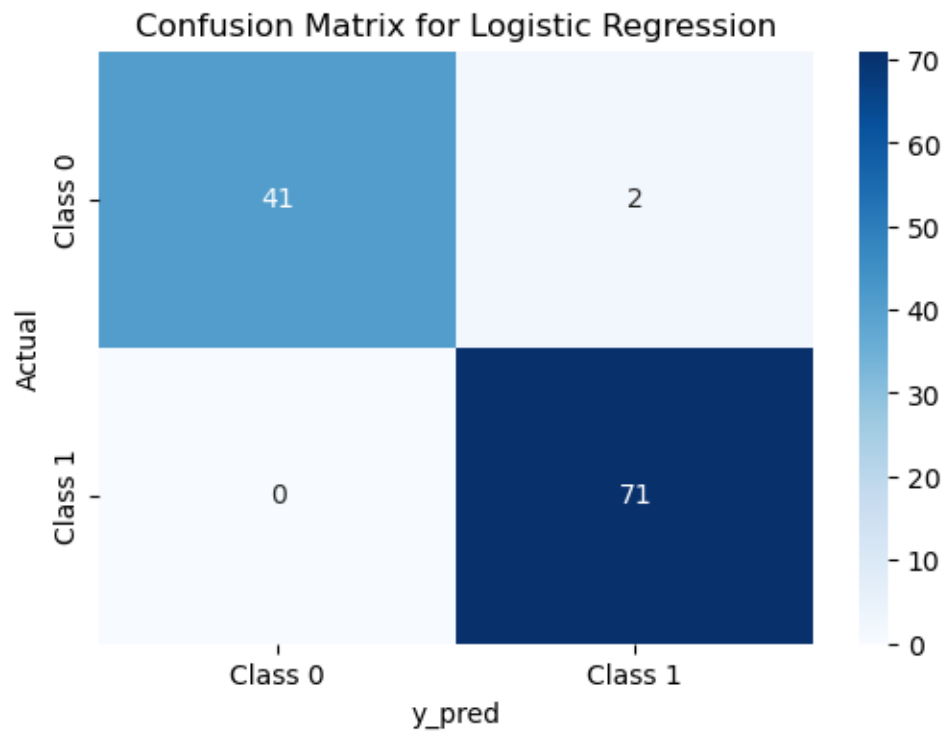 Confusion Matrix for Logistic Regression
Actual
Class 0
41
2
Class 1
0
71
Class 0
Class 1
y_pred
70
60
50
40
30
20
10
0